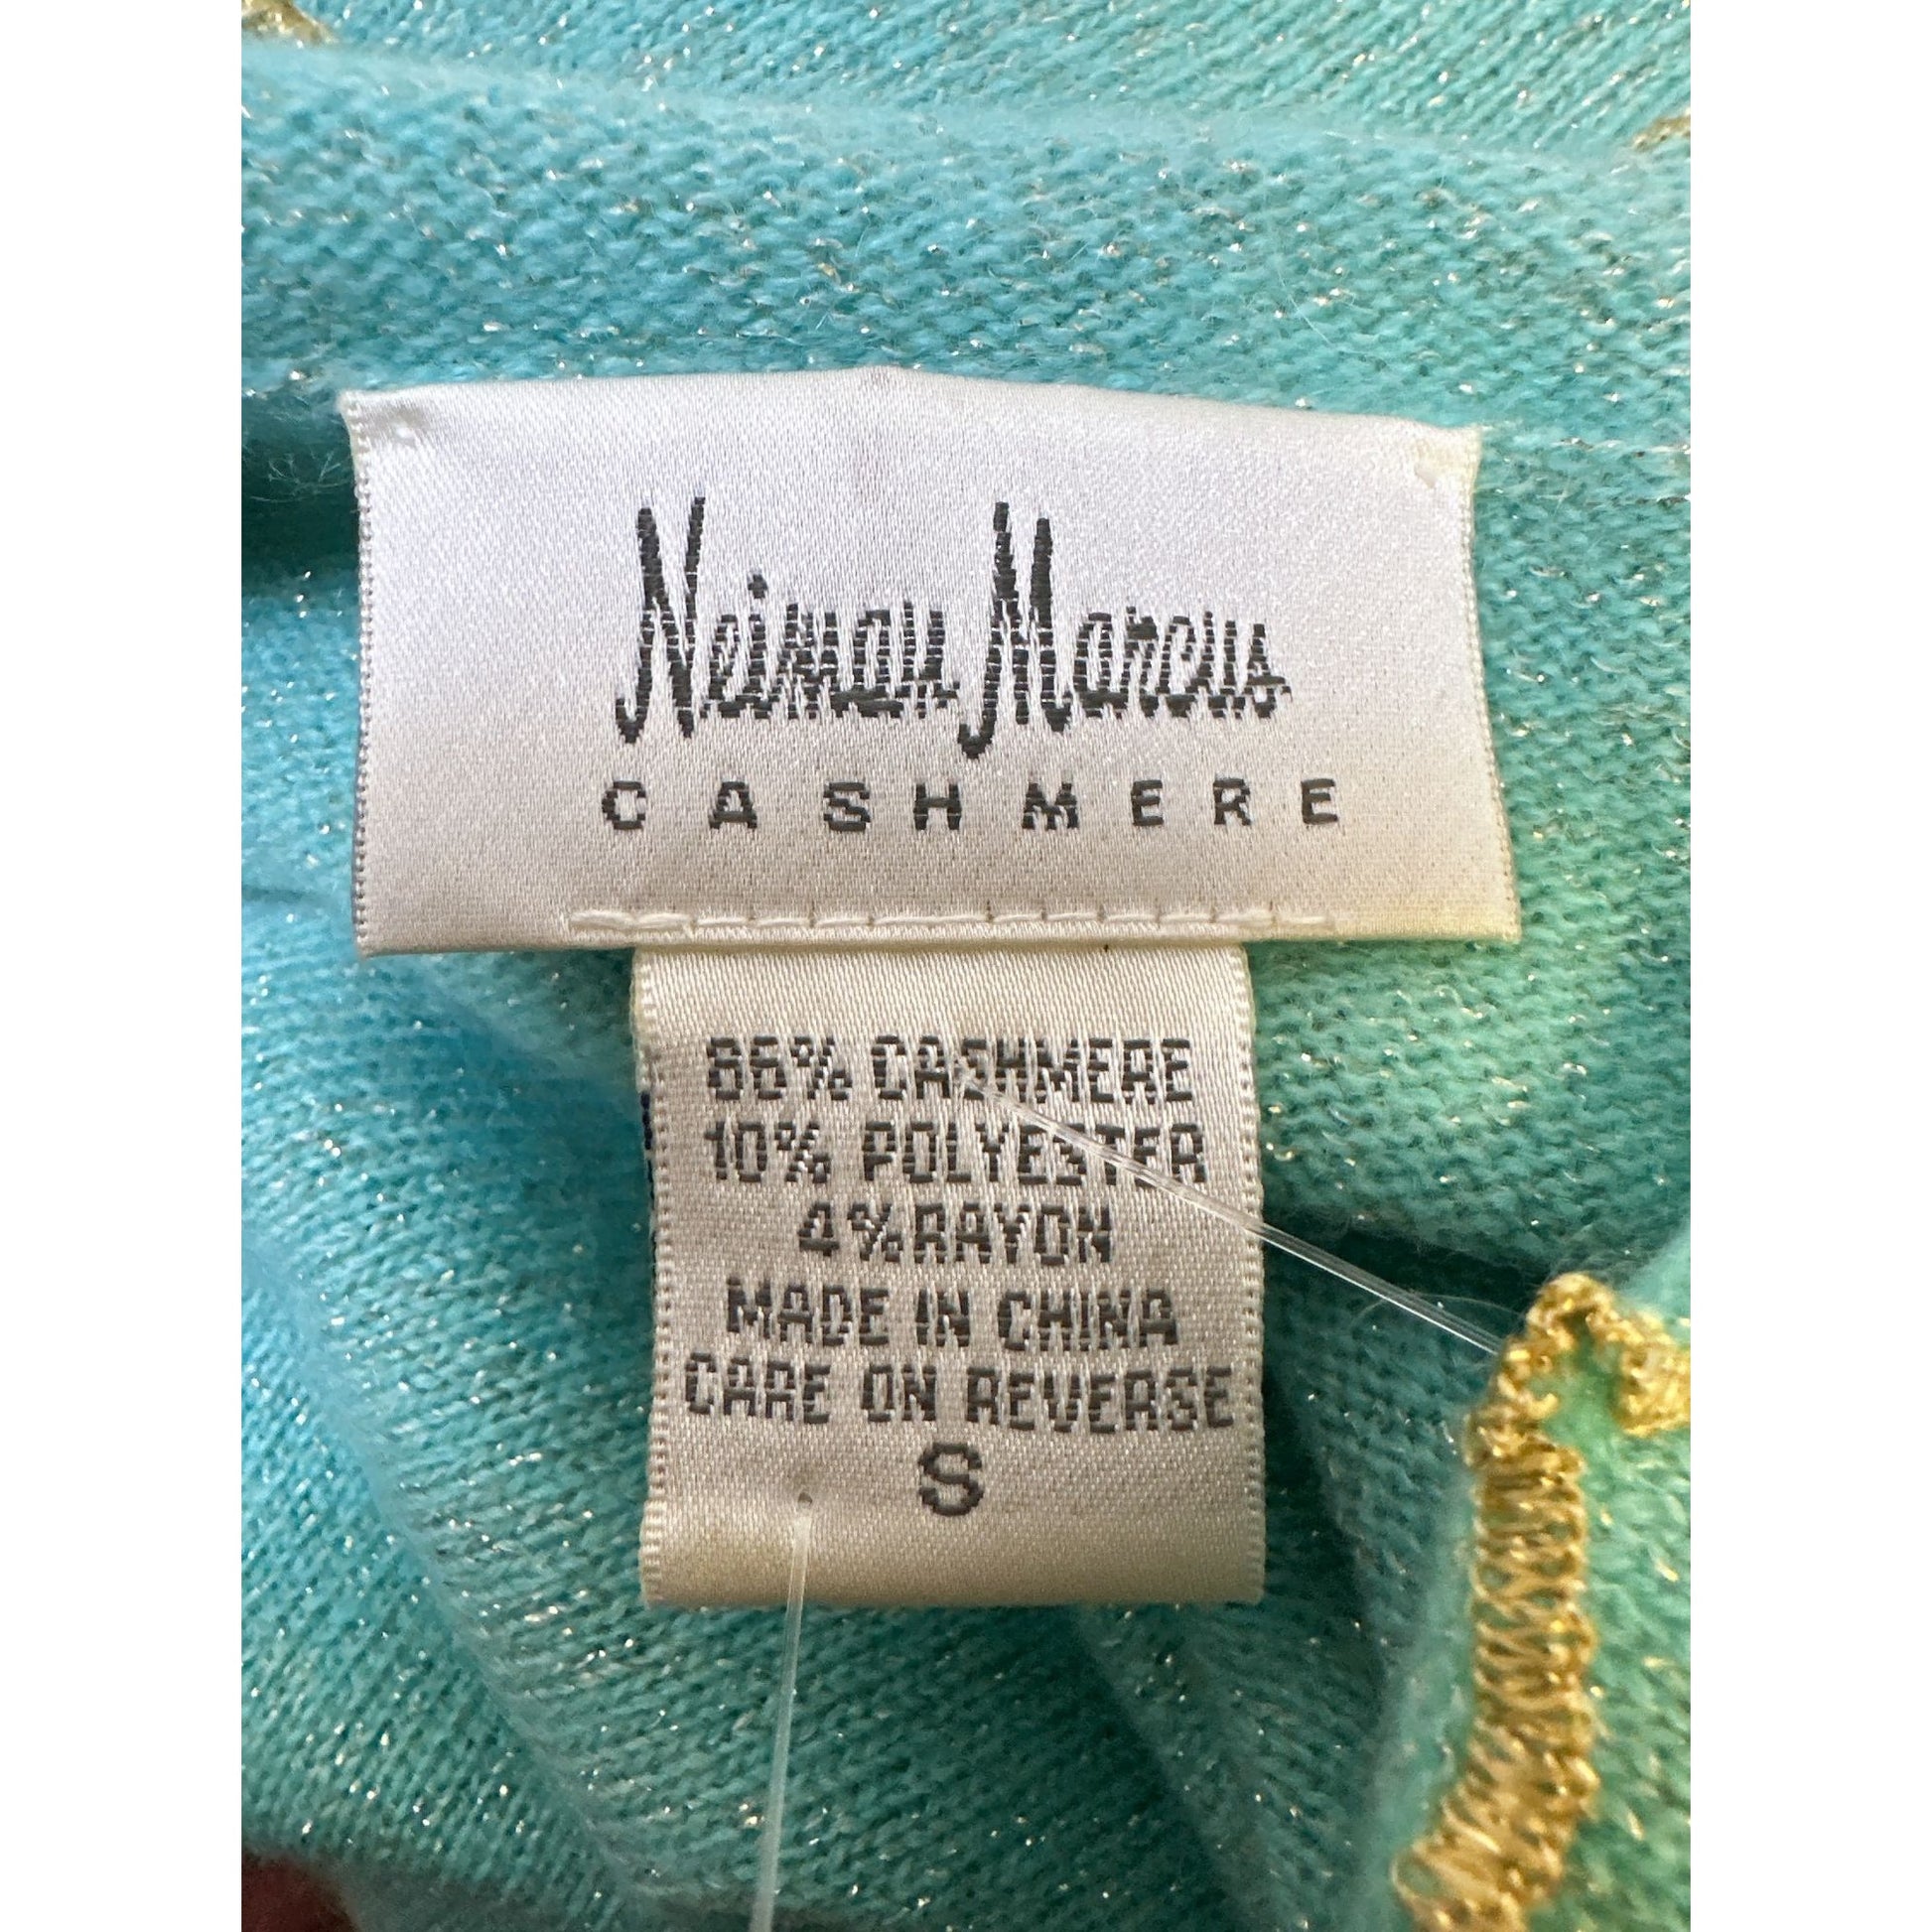 Neiman Marcus
CASHMERE
86% CASHMERE
10% POLYESTER
4% RAYON
MADE IN CHINA
CARE ON REVERSE
S